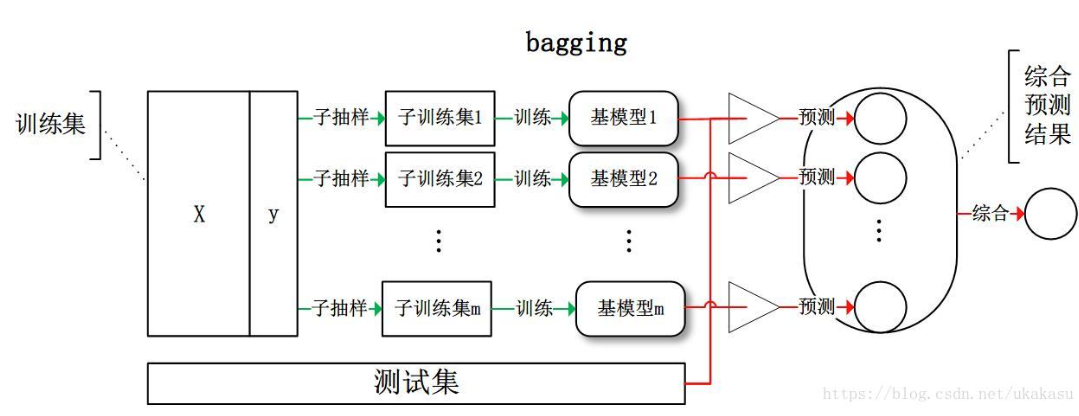 bagging
训练集
X
y
子抽样
子训练集1
训练
基模型1
预测
综合
预测
结果
子抽样
子训练集2
训练
基模型2
预测
综合
子抽样
子训练集m
训练
基模型m
预测
测试集
https://blog.csdn.net/ukakasu